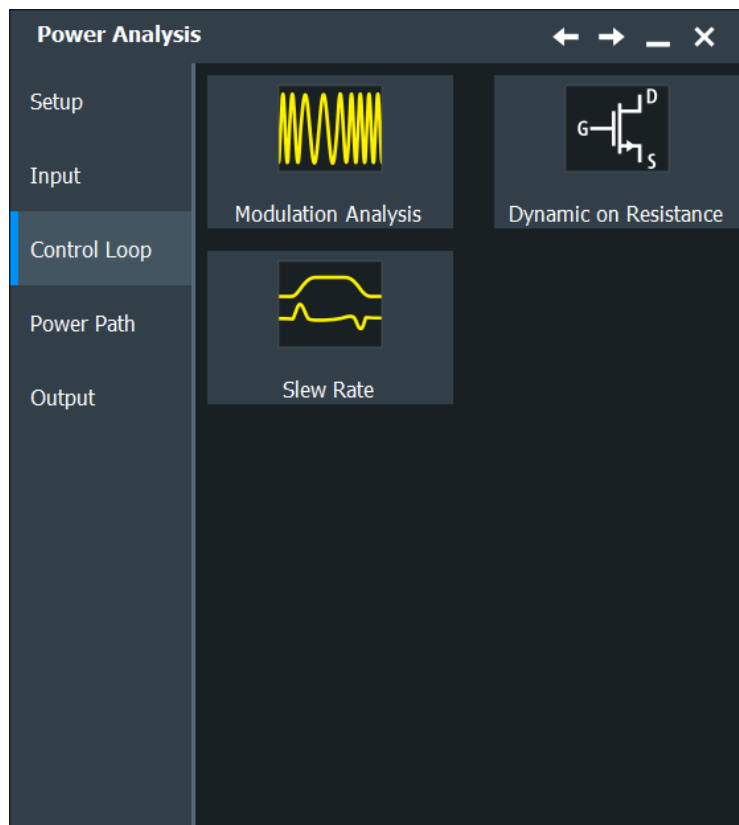 Power Analysis
Setup
Input
Control Loop
Power Path
Output
Modulation Analysis
G
D
S
Dynamic on Resistance
Slew Rate